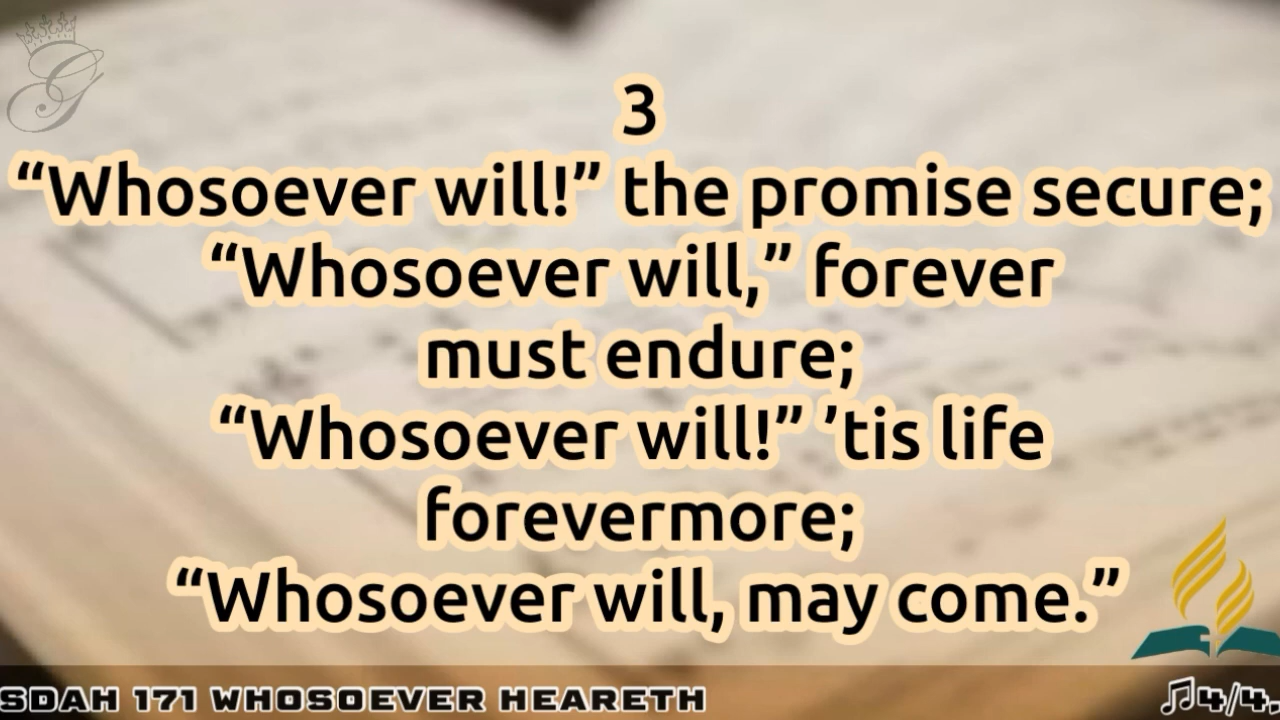 G
3
“Whosoever will!” the promise secure;
“Whosoever will,” forever
must endure;
“Whosoever will!” ’tis life
forevermore;
“Whosoever will, may come.”
SDAH 171 WHOSOEVER HEARETH
♫4/4.